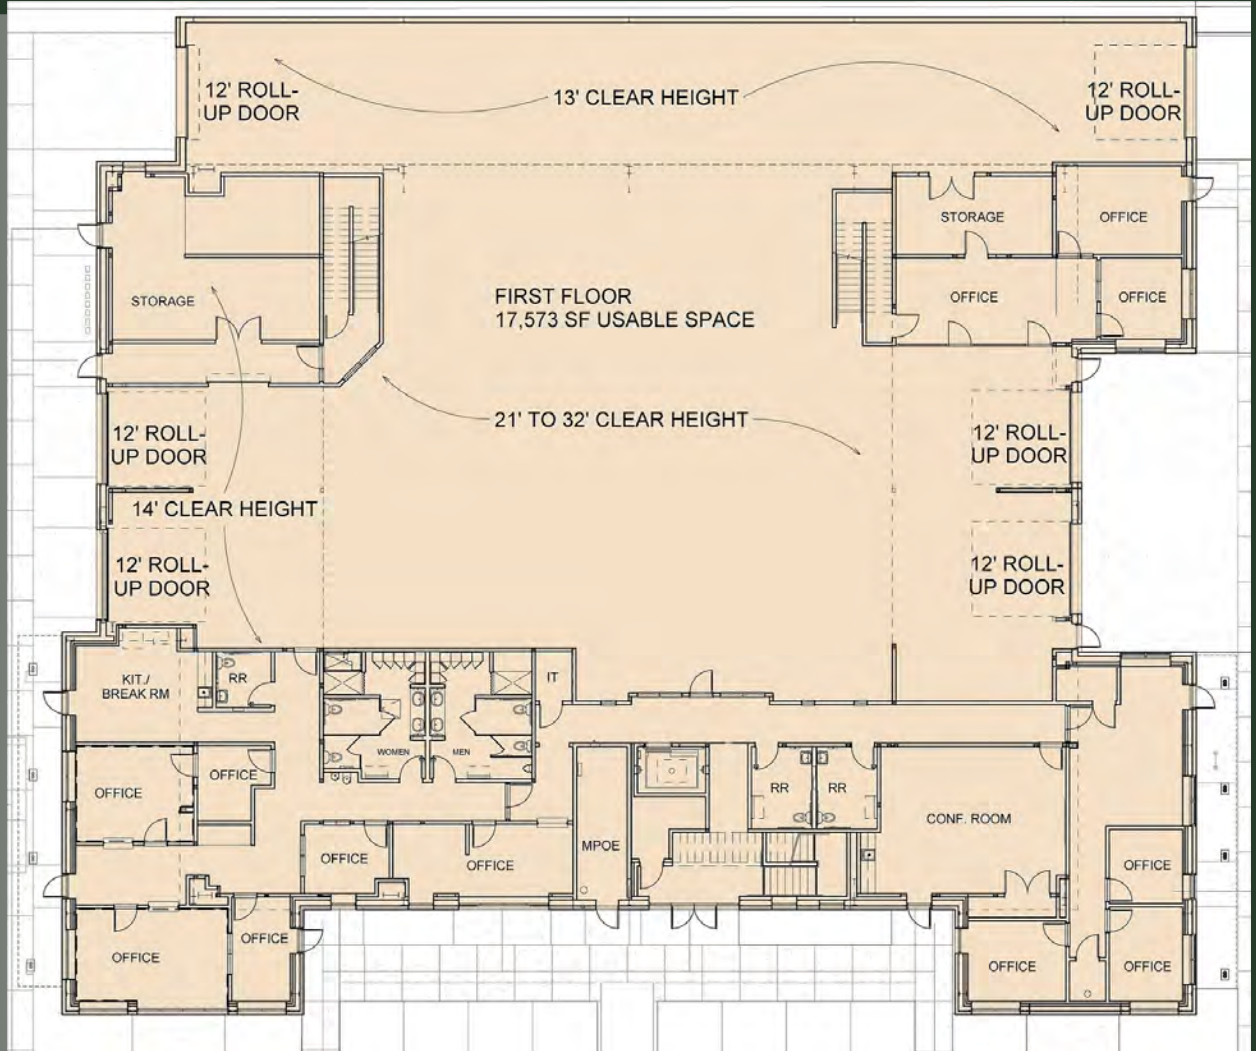 12' ROLL-
UP DOOR
13' CLEAR HEIGHT
12' ROLL-
UP DOOR
STORAGE
OFFICE
STORAGE
FIRST FLOOR
17,573 SF USABLE SPACE
OFFICE
OFFICE
21' TO 32' CLEAR HEIGHT
12' ROLL-
UP DOOR
12' ROLL-
UP DOOR
14' CLEAR HEIGHT
12' ROLL-
UP DOOR
12' ROLL-
UP DOOR
KIT./
BREAK RM
RR
IT
WOMEN
MEN
OFFICE
OFFICE
RR
RR
MPOE
CONF. ROOM
OFFICE
OFFICE
OFFICE
OFFICE
OFFICE
OFFICE
OFFICE